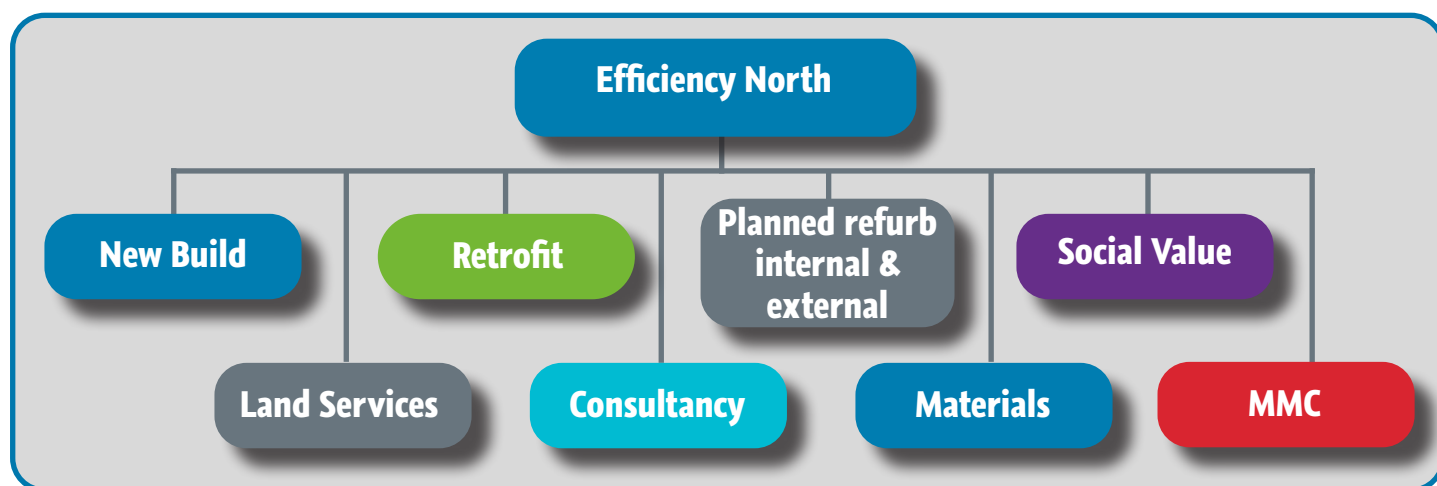 Efficiency North
New Build
Retrofit
Planned refurb
internal &
external
Social Value
Land Services
Consultancy
Materials
MMC